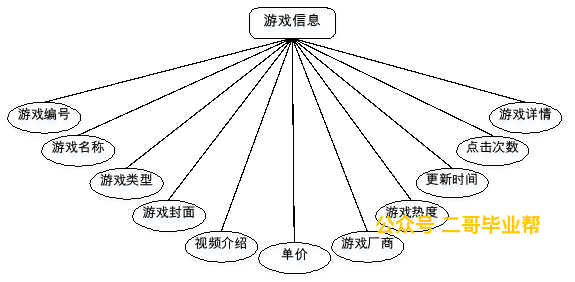 游戏信息
游戏编号
游戏详情
游戏名称
点击次数
游戏类型
更新时间
游戏封面
游戏热度
公众号 二哥毕业帮
视频介绍
单价
游戏厂商